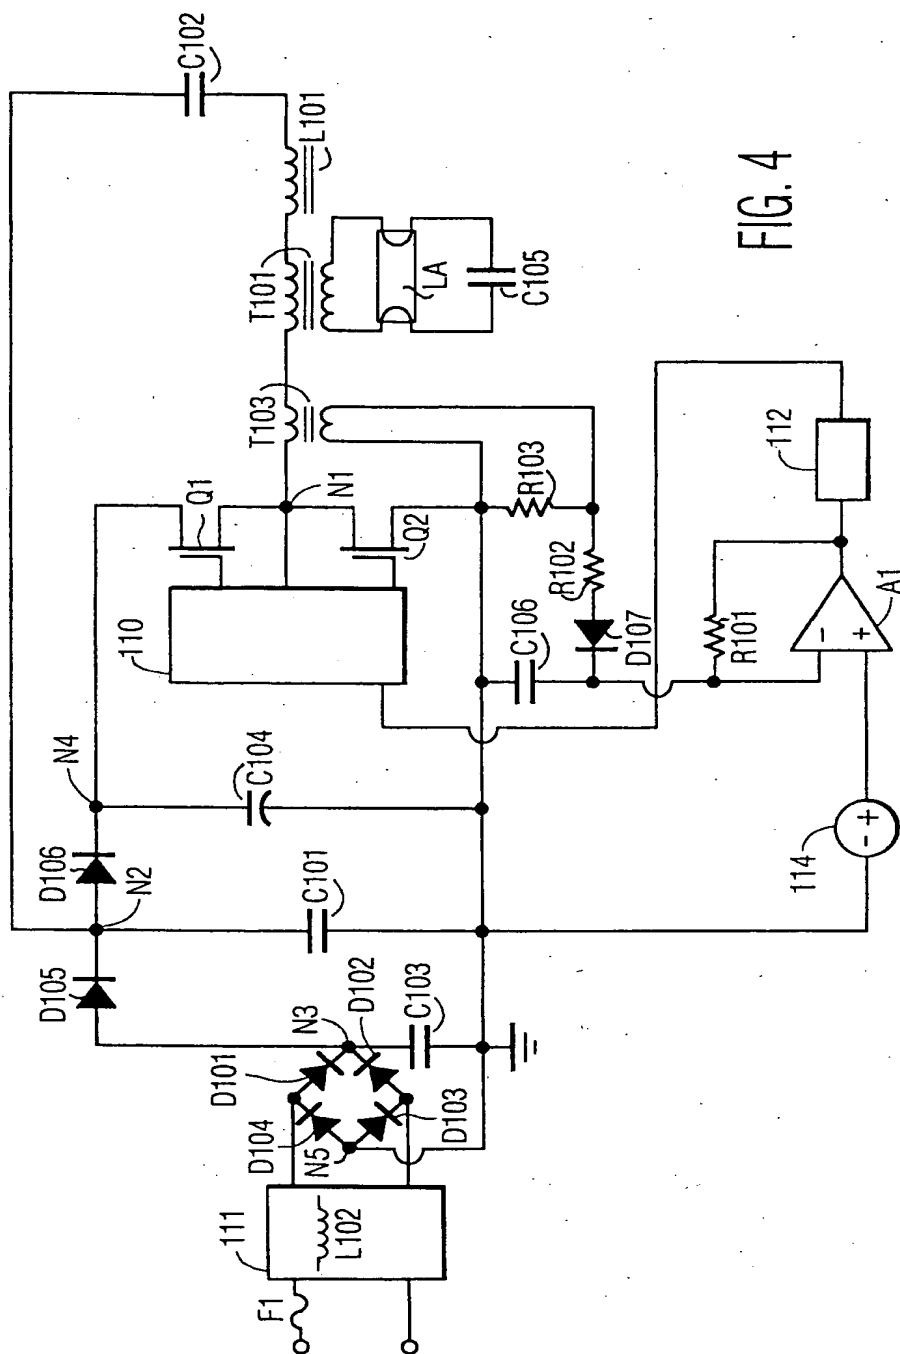 C102
L101
T101
LA
C105
FIG. 4
T103
Q1
N1
Q2
R103
R102
112
110
C106
D107
R101
A1
N4
C104
D106
N2
C101
114
D105
N3
D102
C103
D101
D104
N5
D103
111
L102
F1
- +
- +